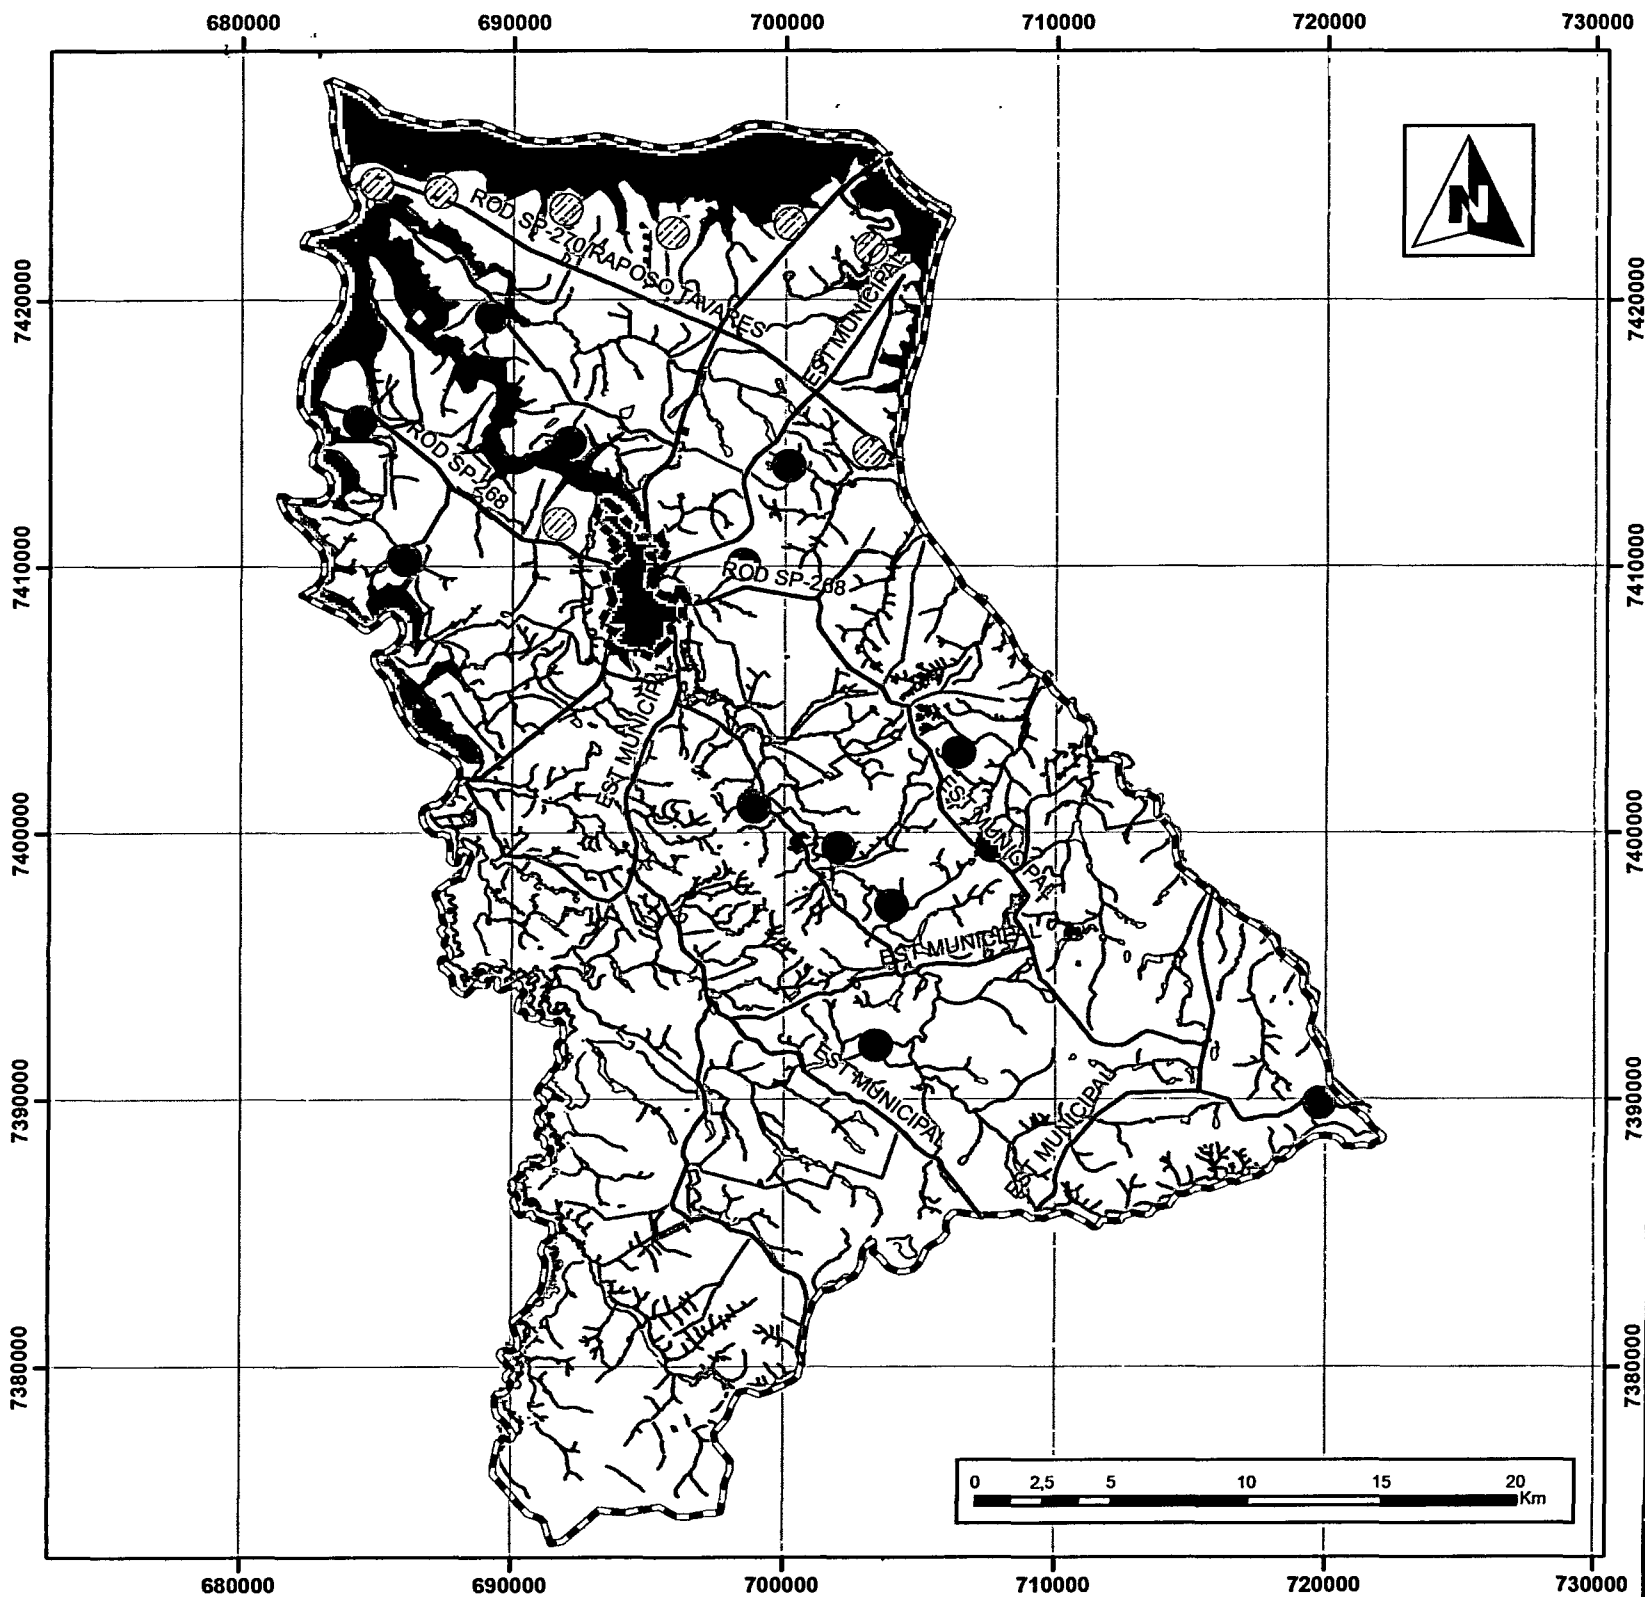 680000 690000 700000 710000 720000 730000
N
ROD SP-270/RAPOSO TAVARES
EST MUNICIPAL
7420000 7420000
ROD SP-268
7410000 7410000
ROD SP-268
EST MUNICIPAL
EST MUNICIPAL
7400000 7400000
EST MUNICIPAL
EST MUNICIPAL
EST MUNICIPAL
7390000 7390000
7380000 7380000
0 2,5 5 10 15 20
Km
680000 690000 700000 710000 720000 730000